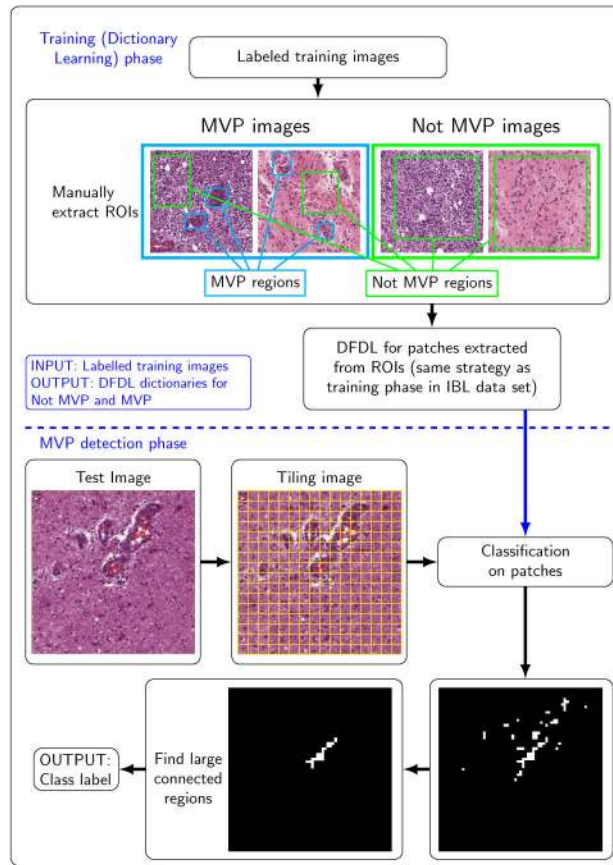 Training (Dictionary
Learning) phase
Labeled training images
MVP images
Not MVP images
Manually
extract ROIs
MVP regions
Not MVP regions
DFDL for patches extracted
from ROIs (same strategy as
training phase in IBL data set)
INPUT: Labelled training images
OUTPUT: DFDL dictionaries for
Not MVP and MVP
MVP detection phase
Test Image
Tiling image
Classification
on patches
Find large
connected
regions
OUTPUT:
Class label